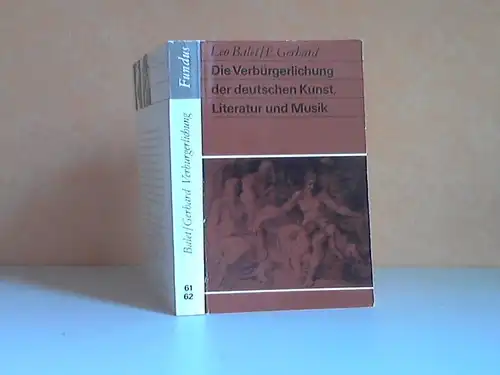 Leo Balet/E. Gerhard
Die Verbürgerlichung
der deutschen Kunst,
Literatur und Musik
Fundus
Balet/Gerhard Verbürgerlichung
61
62